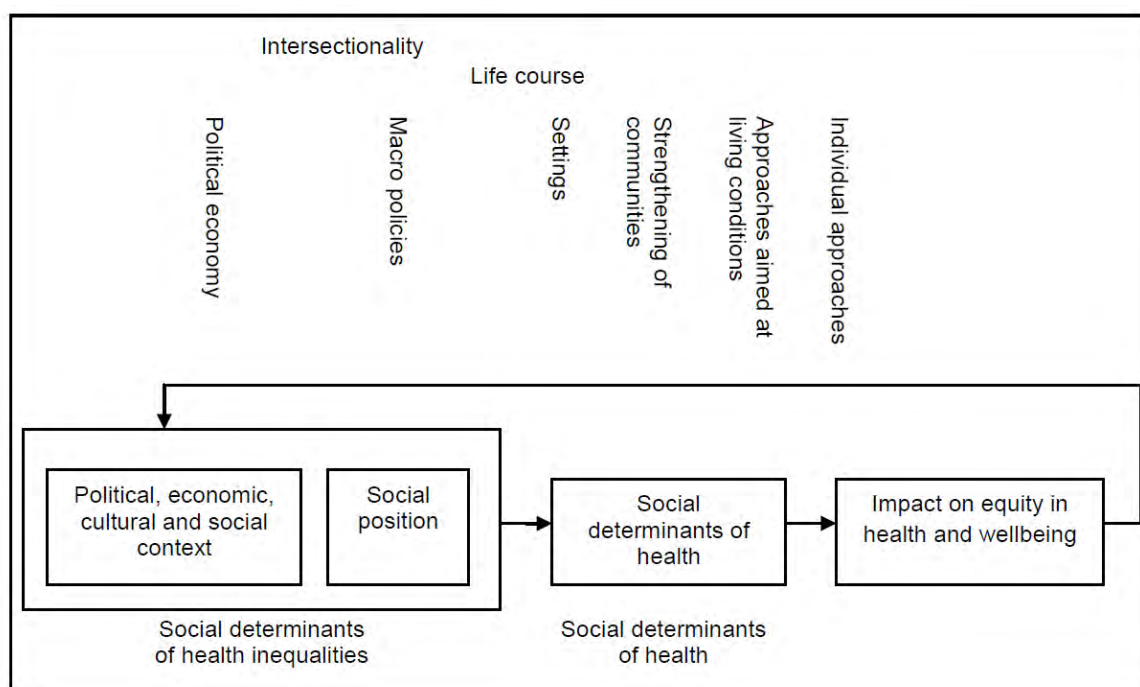 Intersectionality
Life course
Political economy
Macro policies
Settings
Strengthening of
communities
Approaches aimed at
living conditions
Individual approaches
Political, economic,
cultural and social
context
Social
position
Social
determinants of
health
Impact on equity in
health and wellbeing
Social determinants
of health inequalities
Social determinants
of health